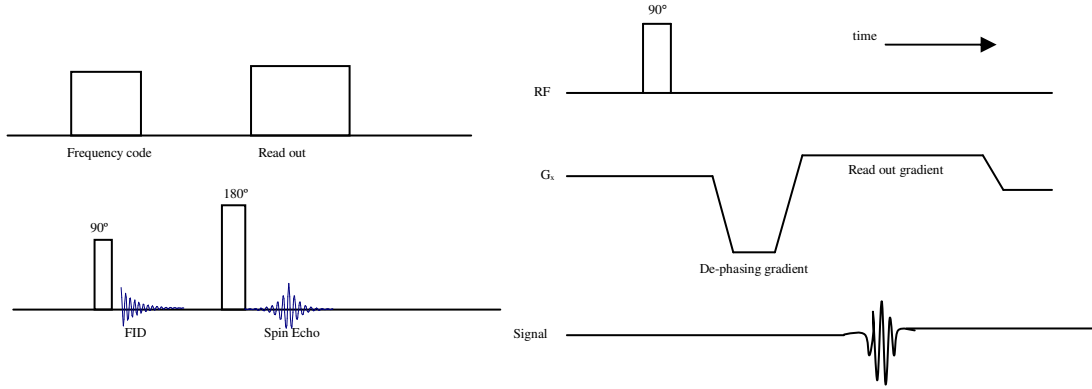 Frequency code
Read out
90°
180°
FID
Spin Echo
90°
time
RF
Gx
Read out gradient
De-phasing gradient
Signal